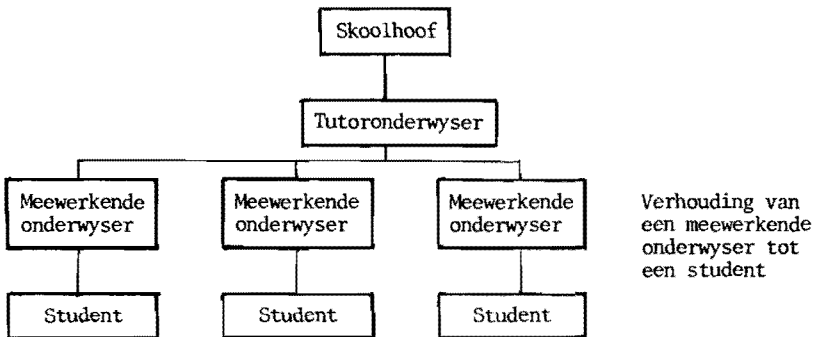 Skoolhoof
Tutoronderwyser
Meewerkende
onderwyser
Meewerkende
onderwyser
Meewerkende
onderwyser
Verhouding van
een meewerkende
onderwyser tot
een student
Student
Student
Student